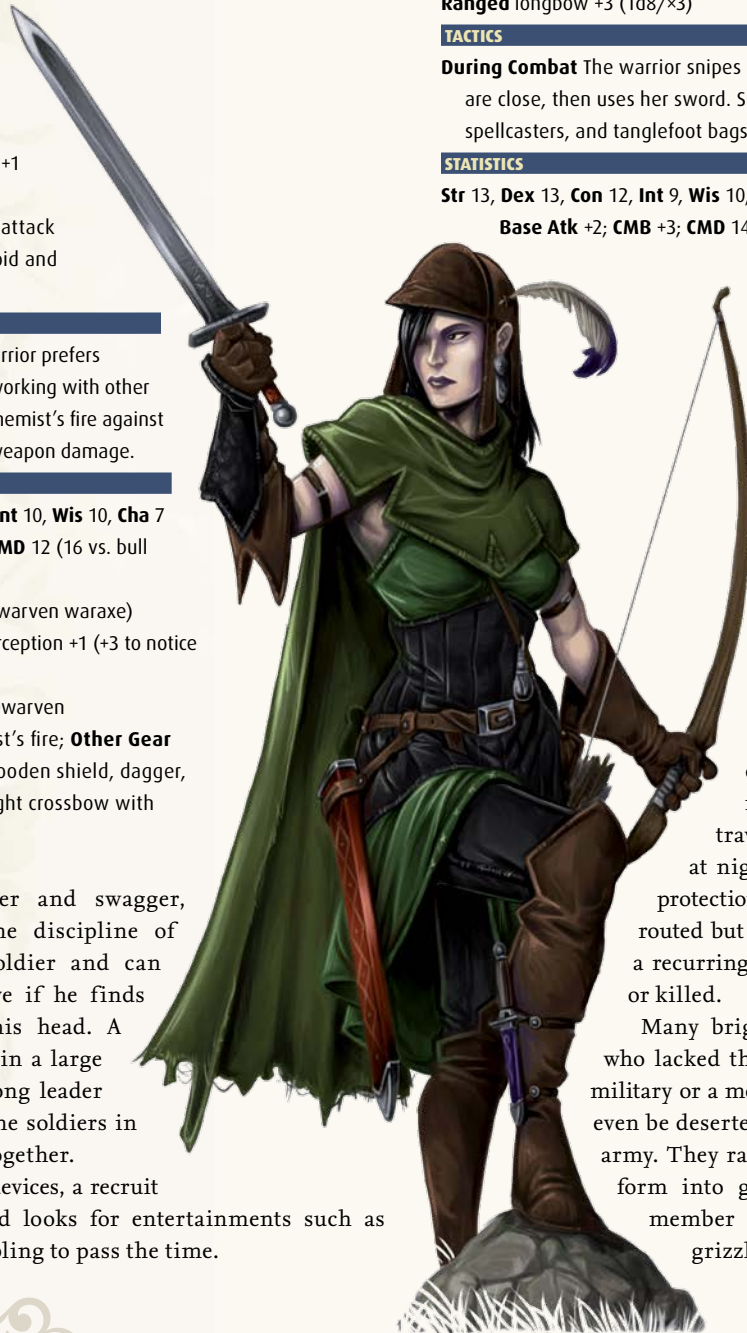 +1
attack
oid and
rrior prefers
working with other
hemist's fire against
weapon damage.
nt 10, Wis 10, Cha 7
MD 12 (16 vs. bull
warven waraxe)
rception +1 (+3 to notice
warven
st's fire; Other Gear
ooden shield, dagger,
ght crossbow with
er and swagger,
he discipline of
oldier and can
ve if he finds
his head. A
in a large
ong leader
he soldiers in
ogether.
devices, a recruit
d looks for entertainments such as
bling to pass the time.
Ranged longbow +3 (1d8/×3)
TACTICS
During Combat The warrior snipes
are close, then uses her sword. S
spellcasters, and tanglefoot bags
STATISTICS
Str 13, Dex 13, Con 12, Int 9, Wis 10,
Base Atk +2; CMB +3; CMD 14
trav
at nig
protection
routed but
a recurring
or killed.
Many brig
who lacked th
military or a me
even be deserte
army. They ra
form into g
member
grizzl